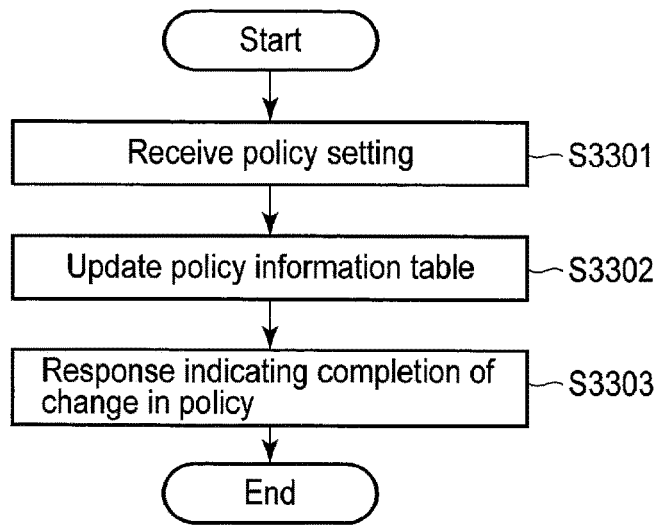 Start
Receive policy setting
S3301
Update policy information table
S3302
Response indicating completion of
change in policy
S3303
End